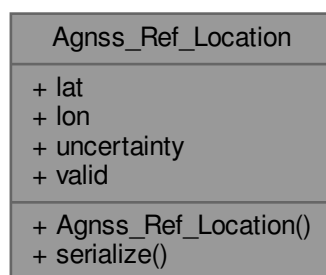 Agnss_Ref_Location
+ lat
+ lon
+ uncertainty
+ valid
+ Agnss_Ref_Location()
+ serialize()